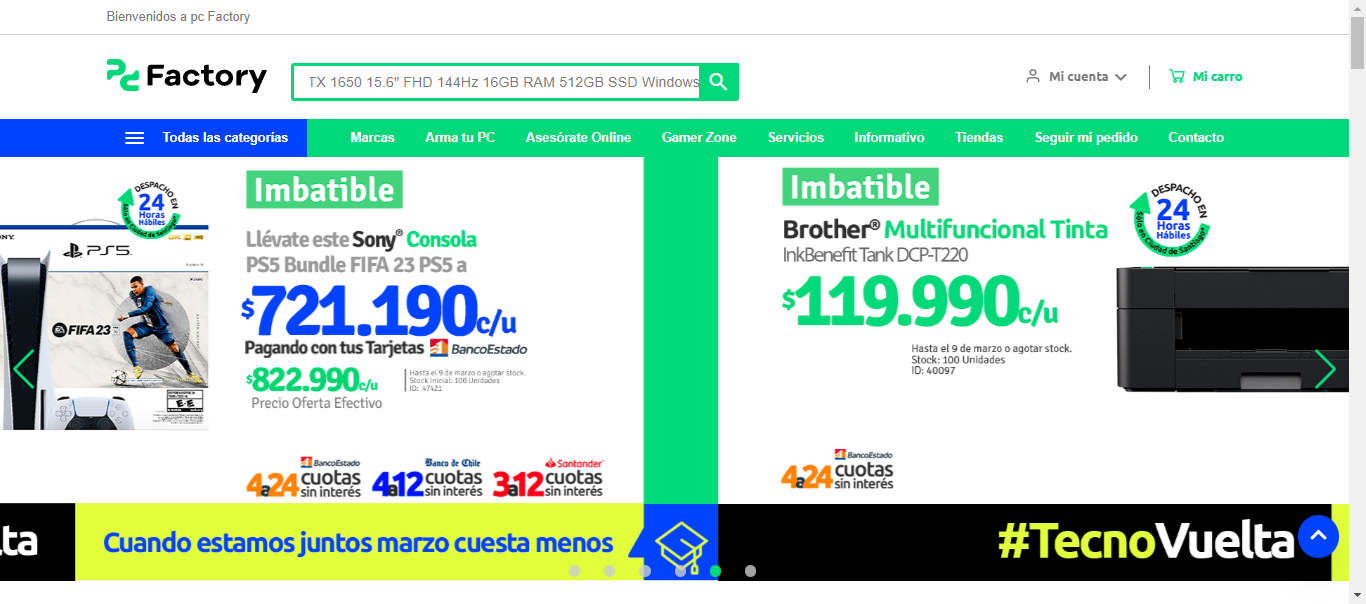 Bienvenidos a pc Factory
Factory
TX 1650 15.6" FHD 144Hz 16GB RAM 512GB SSD Windows
Mi cuenta
Mi carro
Todas las categorías
Marcas
Arma tu PC
Asesórate Online
Gamer Zone
Servicios
Informativo
Tiendas
Seguir mi pedido
Contacto
DESPACHO EN
24
Horas
Hábiles
Sólo en Ciudad de Santiago*
PS5
FIFA 23
Imbatible
Llévate este Sony® Consola
PS5 Bundle FIFA 23 PS5 a
$721.190 c/u
Pagando con tus Tarjetas BancoEstado
$822.990 c/u
Precio Oferta Efectivo
Hasta el 9 de marzo o agotar stock.
Stock Inicial: 100 Unidades
ID: 47421
BancoEstado
4a24 cuotas
sin interés
Banco de Chile
4a12 cuotas
sin interés
Santander
3a12 cuotas
sin interés
Imbatible
Brother® Multifuncional Tinta
InkBenefit Tank DCP-T220
$119.990 c/u
Hasta el 9 de marzo o agotar stock.
Stock: 100 Unidades
ID: 40097
DESPACHO EN
24
Horas
Hábiles
Sólo en Ciudad de Santiago*
BancoEstado
4a24 cuotas
sin interés
lta
Cuando estamos juntos marzo cuesta menos
#TecnoVuelta